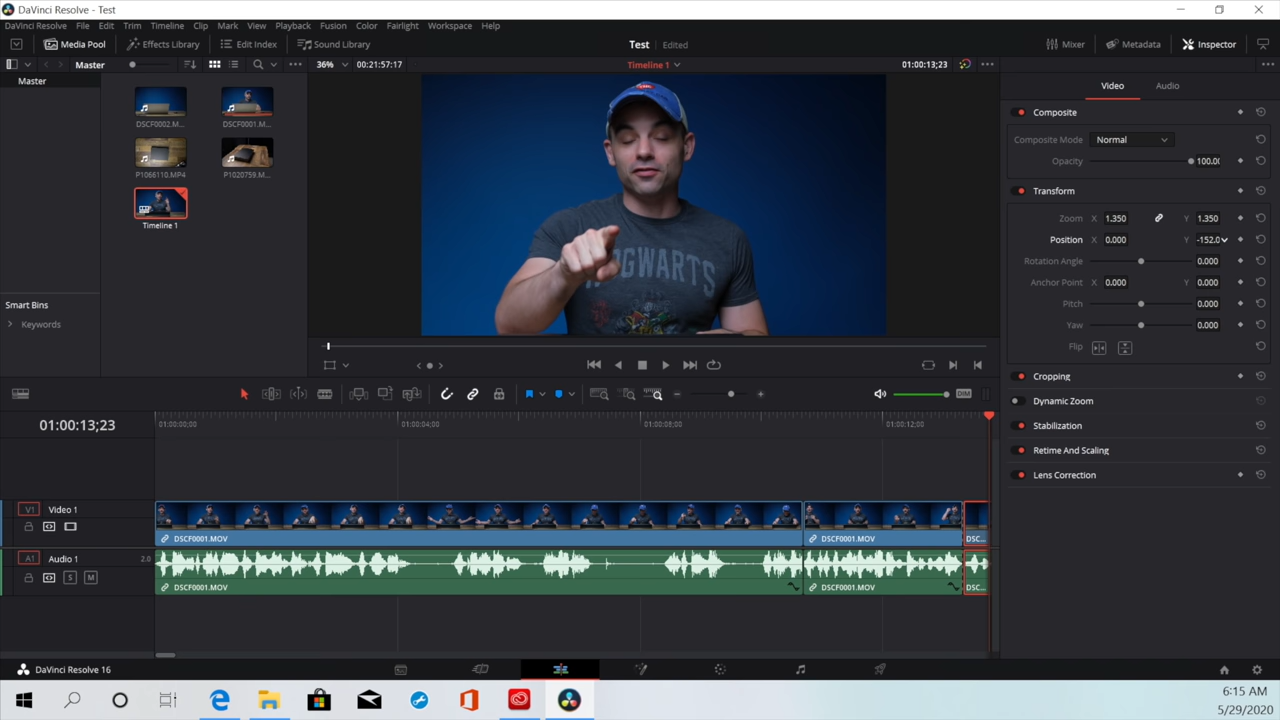 DaVinci Resolve - Test
DaVinci Resolve File Edit Trim Timeline Clip Mark View Playback Fusion Color Fairlight Workspace Help
Media Pool Effects Library Edit Index Sound Library Test Edited Mixer Metadata Inspector
Master 36% 00:21:57:17 Timeline 1 01:00:13;23
Master
Video Audio
Composite
DSCF0002.M... DSCF0001.M...
Composite Mode Normal
Opacity 100.0
P1066110.MP4 P1020759.M...
Transform
Zoom X 1.350 Y 1.350
Timeline 1
Position X 0.000 Y -152.0
Rotation Angle 0.000
Anchor Point X 0.000 Y 0.000
HOGWARTS
Smart Bins
Pitch 0.000
Keywords
Yaw 0.000
Flip
Cropping
DIM
Dynamic Zoom
01:00:13;23
01:00:00;00 01:00:04;00 01:00:08;00 01:00:12;00
Stabilization
Retime And Scaling
Lens Correction
V1 Video 1
DSCF0001.MOV DSCF0001.MOV DSC...
A1 Audio 1 2.0
S M
DSCF0001.MOV DSCF0001.MOV DSC...
DaVinci Resolve 16
6:15 AM
5/29/2020